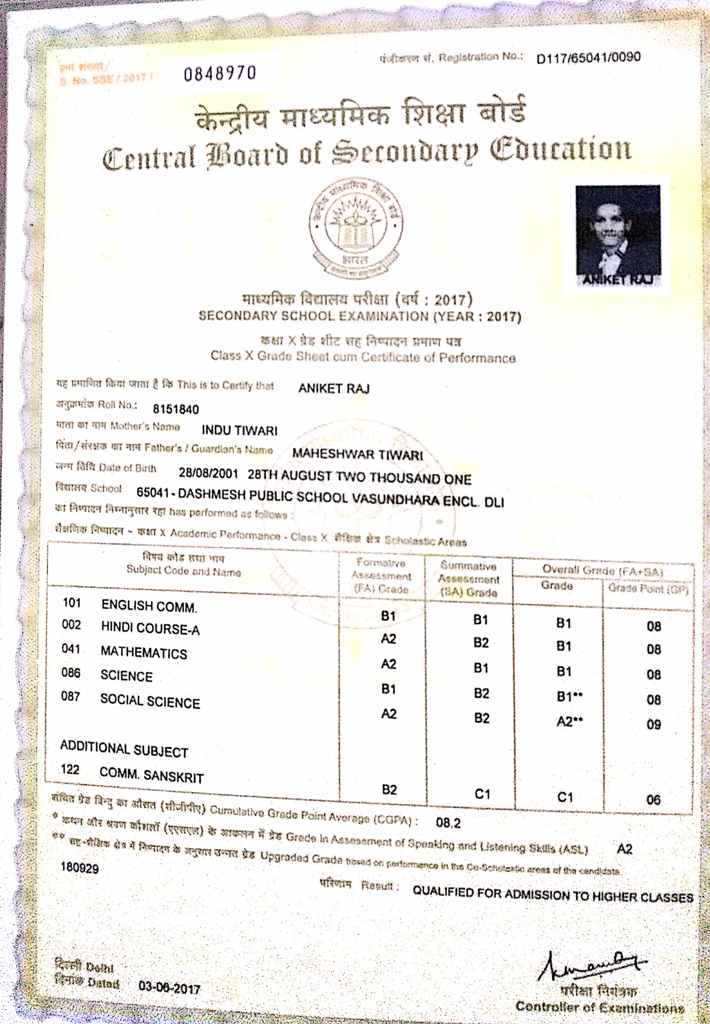 क्रम संख्या/
S. No. SSE / 2017 / 0848970
पंजीकरण सं. Registration No.: D117/65041/0090
केन्द्रीय माध्यमिक शिक्षा बोर्ड
Central Board of Secondary Education
केन्द्रीय माध्यमिक शिक्षा बोर्ड
भारत
ANIKET RAJ
माध्यमिक विद्यालय परीक्षा (वर्ष : 2017)
SECONDARY SCHOOL EXAMINATION (YEAR : 2017)
कक्षा X ग्रेड शीट सह निष्पादन प्रमाण पत्र
Class X Grade Sheet cum Certificate of Performance
यह प्रमाणित किया जाता है कि This is to Certify that ANIKET RAJ
अनुक्रमांक Roll No.: 8151840
माता का नाम Mother's Name INDU TIWARI
पिता/संरक्षक का नाम Father's / Guardian's Name MAHESHWAR TIWARI
जन्म तिथि Date of Birth 28/08/2001 28TH AUGUST TWO THOUSAND ONE
विद्यालय School 65041 - DASHMESH PUBLIC SCHOOL VASUNDHARA ENCL. DLI
का निष्पादन निम्नानुसार रहा has performed as follows :
शैक्षणिक निष्पादन - कक्षा X Academic Performance - Class X शैक्षिक क्षेत्र Scholastic Areas
विषय कोड तथा नाम
Subject Code and Name
Formative Assessment (FA) Grade
Summative Assessment (SA) Grade
Overall Grade (FA+SA)
Grade
Grade Point (GP)
101 ENGLISH COMM. B1 B1 B1 08
002 HINDI COURSE-A A2 B2 B1 08
041 MATHEMATICS A2 B1 B1 08
086 SCIENCE B1 B2 B1** 08
087 SOCIAL SCIENCE A2 B2 A2** 09
ADDITIONAL SUBJECT
122 COMM. SANSKRIT B2 C1 C1 06
संचित ग्रेड बिन्दु का औसत (सीजीपीए) Cumulative Grade Point Average (CGPA) : 08.2
* कथन और श्रवण कौशलों (एएसएल) के आकलन में ग्रेड Grade in Assessment of Speaking and Listening Skills (ASL) A2
** सह-शैक्षिक क्षेत्र में निष्पादन के अनुसार उन्नत ग्रेड Upgraded Grade based on performance in the Co-Scholastic areas of the candidate.
180929
परिणाम Result : QUALIFIED FOR ADMISSION TO HIGHER CLASSES
दिल्ली Delhi
दिनांक Dated 03-06-2017
परीक्षा नियंत्रक
Controller of Examinations